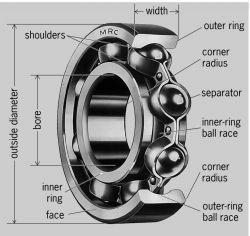 width
outer ring
shoulders
MRC
corner
radius
separator
outside diameter
bore
inner-ring
ball race
corner
radius
inner
ring
face
outer-ring
ball race